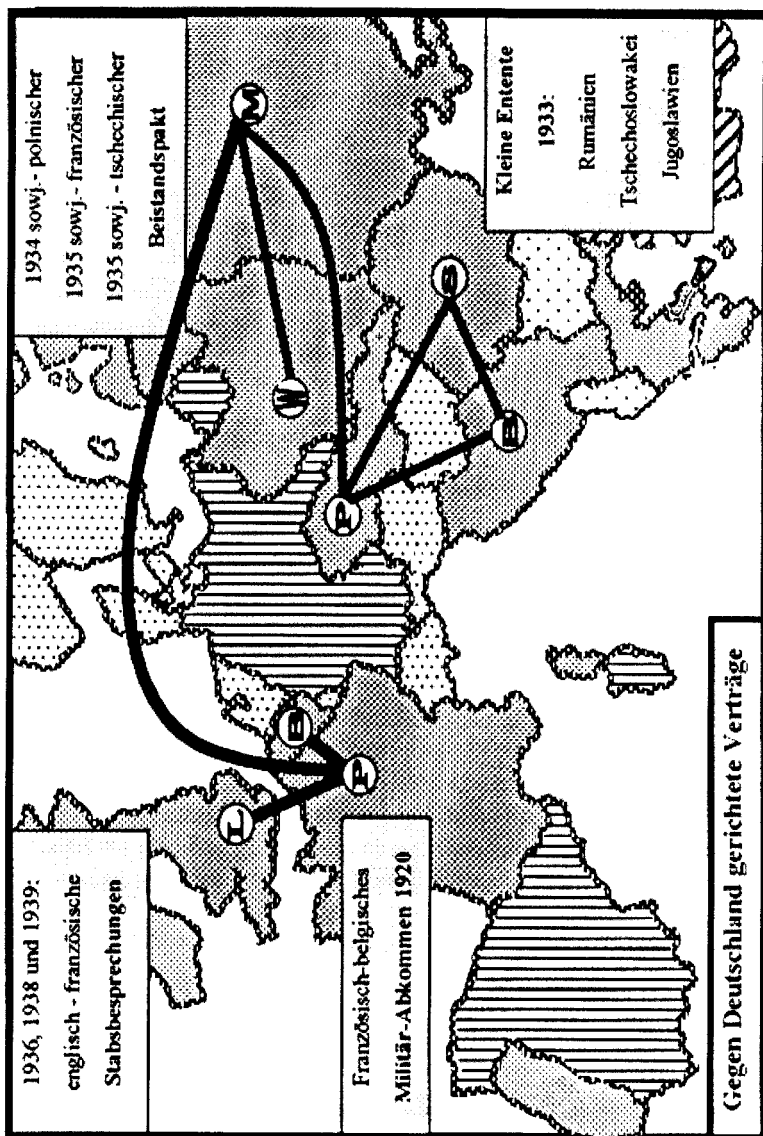 1936, 1938 und 1939:
englisch - französische
Stabsbesprechungen
1934 sowj.- polnischer
1935 sowj.- französischer
1935 sowj. - tschechischer
Beistandspakt
L
M
B
W
P
P
Französisch-belgisches
Militär-Abkommen 1920
S
B
Kleine Entente
1933:
Rumänien
Tschechoslowakei
Jugoslawien
Gegen Deutschland gerichtete Verträge